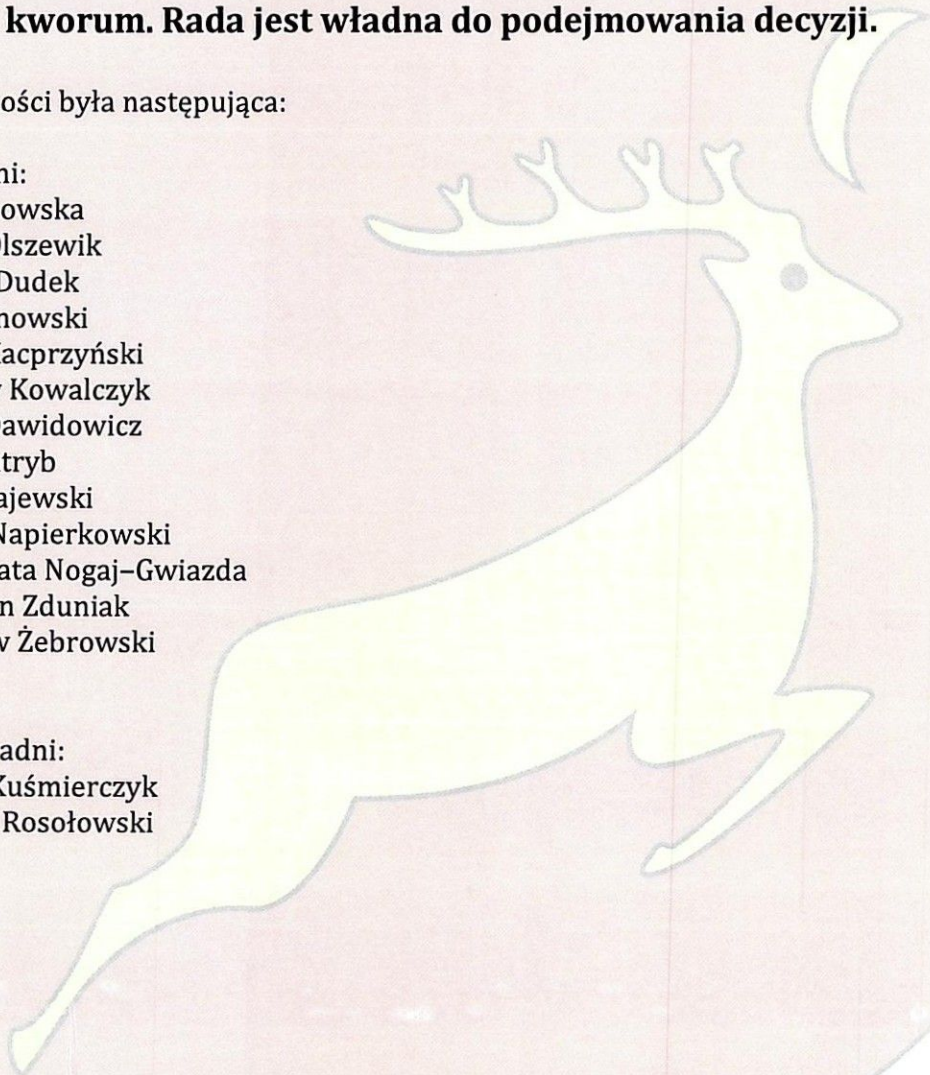 kworum. Rada jest władna do podejmowania decyzji.
ości była następująca:
ni:
owska
lszewik
Dudek
nowski
acprzyński
Kowalczyk
awidowicz
tryb
ajewski
Napierkowski
ata Nogaj–Gwiazda
n Zduniak
w Żebrowski
adni:
Kuśmierczyk
Rosołowski